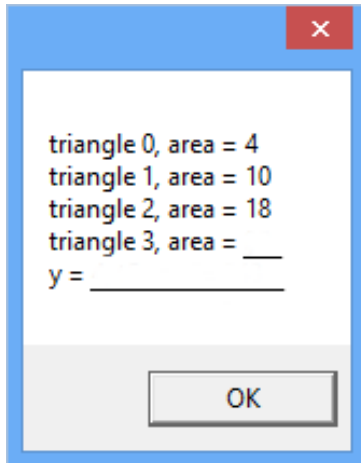 triangle 0, area = 4
triangle 1, area = 10
triangle 2, area = 18
triangle 3, area = ___
y = _______________
OK